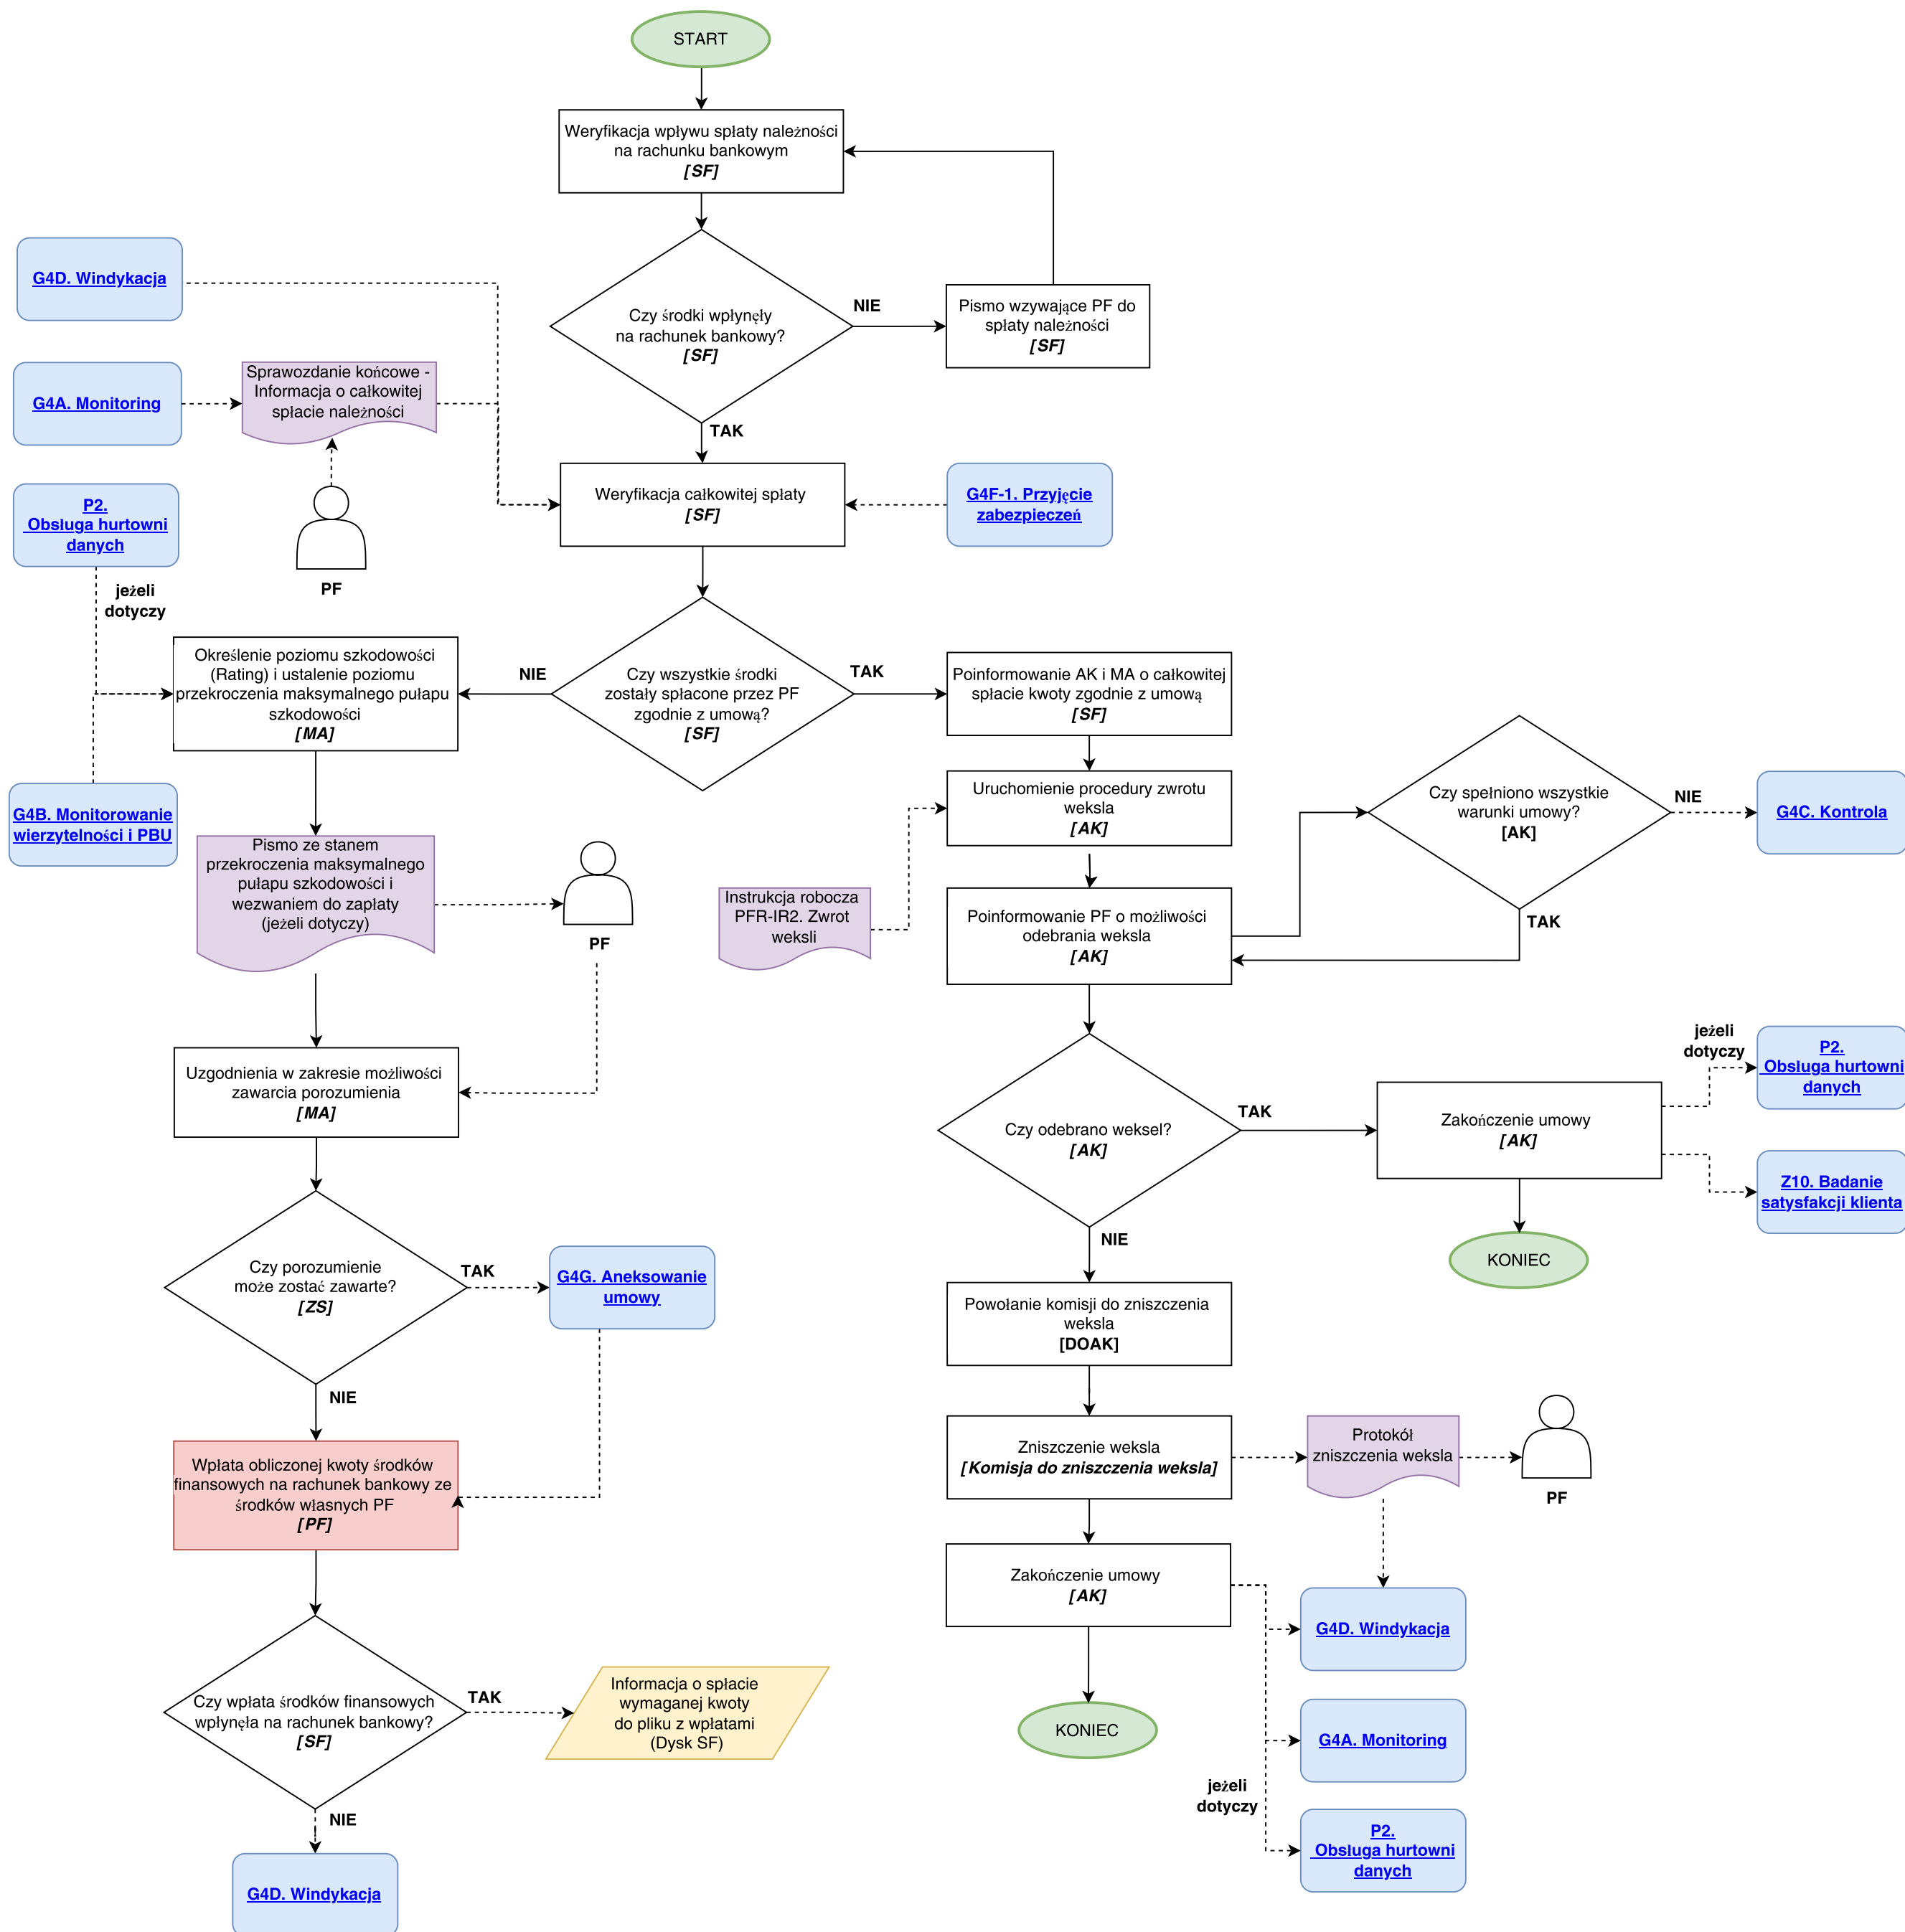 START
Weryfikacja wpływu spłaty należności
na rachunku bankowym
[SF]
Czy środki wpłynęły
na rachunek bankowy?
[SF]
NIE
Pismo wzywające PF do
spłaty należności
[SF]
TAK
G4D. Windykacja
G4A. Monitoring
Sprawozdanie końcowe -
Informacja o całkowitej
spłacie należności
PF
Weryfikacja całkowitej spłaty
[SF]
G4F-1. Przyjęcie
zabezpieczeń
P2.
Obsługa hurtowni
danych
jeżeli
dotyczy
Określenie poziomu szkodowości
(Rating) i ustalenie poziomu
przekroczenia maksymalnego pułapu
szkodowości
[MA]
NIE
Czy wszystkie środki
zostały spłacone przez PF
zgodnie z umową?
[SF]
TAK
Poinformowanie AK i MA o całkowitej
spłacie kwoty zgodnie z umową
[SF]
G4B. Monitorowanie
wierzytelności i PBU
Uruchomienie procedury zwrotu
weksla
[AK]
Czy spełniono wszystkie
warunki umowy?
[AK]
NIE
G4C. Kontrola
TAK
Pismo ze stanem
przekroczenia maksymalnego
pułapu szkodowości i
wezwaniem do zapłaty
(jeżeli dotyczy)
PF
Instrukcja robocza
PFR-IR2. Zwrot
weksli
Poinformowanie PF o możliwości
odebrania weksla
[AK]
Uzgodnienia w zakresie możliwości
zawarcia porozumienia
[MA]
Czy odebrano weksel?
[AK]
TAK
Zakończenie umowy
[AK]
jeżeli
dotyczy
P2.
Obsługa hurtowni
danych
Z10. Badanie
satysfakcji klienta
KONIEC
NIE
Czy porozumienie
może zostać zawarte?
[ZS]
TAK
G4G. Aneksowanie
umowy
NIE
Powołanie komisji do zniszczenia
weksla
[DOAK]
Wpłata obliczonej kwoty środków
finansowych na rachunek bankowy ze
środków własnych PF
[PF]
Zniszczenie weksla
[Komisja do zniszczenia weksla]
Protokół
zniszczenia weksla
PF
Zakończenie umowy
[AK]
G4D. Windykacja
G4A. Monitoring
jeżeli
dotyczy
P2.
Obsługa hurtowni
danych
KONIEC
Czy wpłata środków finansowych
wpłynęła na rachunek bankowy?
[SF]
TAK
Informacja o spłacie
wymaganej kwoty
do pliku z wpłatami
(Dysk SF)
NIE
G4D. Windykacja